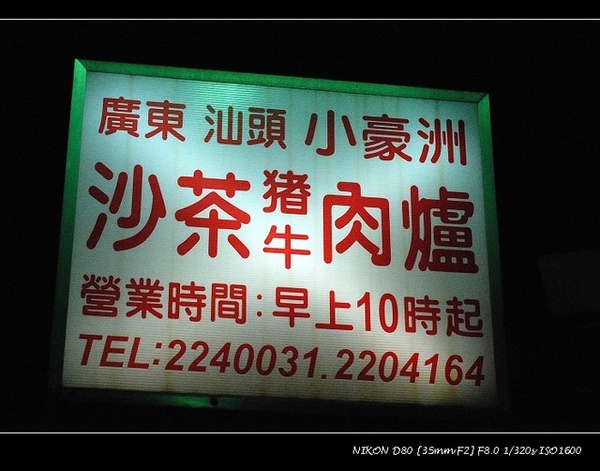 廣東 汕頭 小豪洲
沙茶豬牛肉爐
營業時間:早上10時起
TEL:2240031.2204164
NIKON D80 [35mmF2] F8.0 1/320s ISO1600